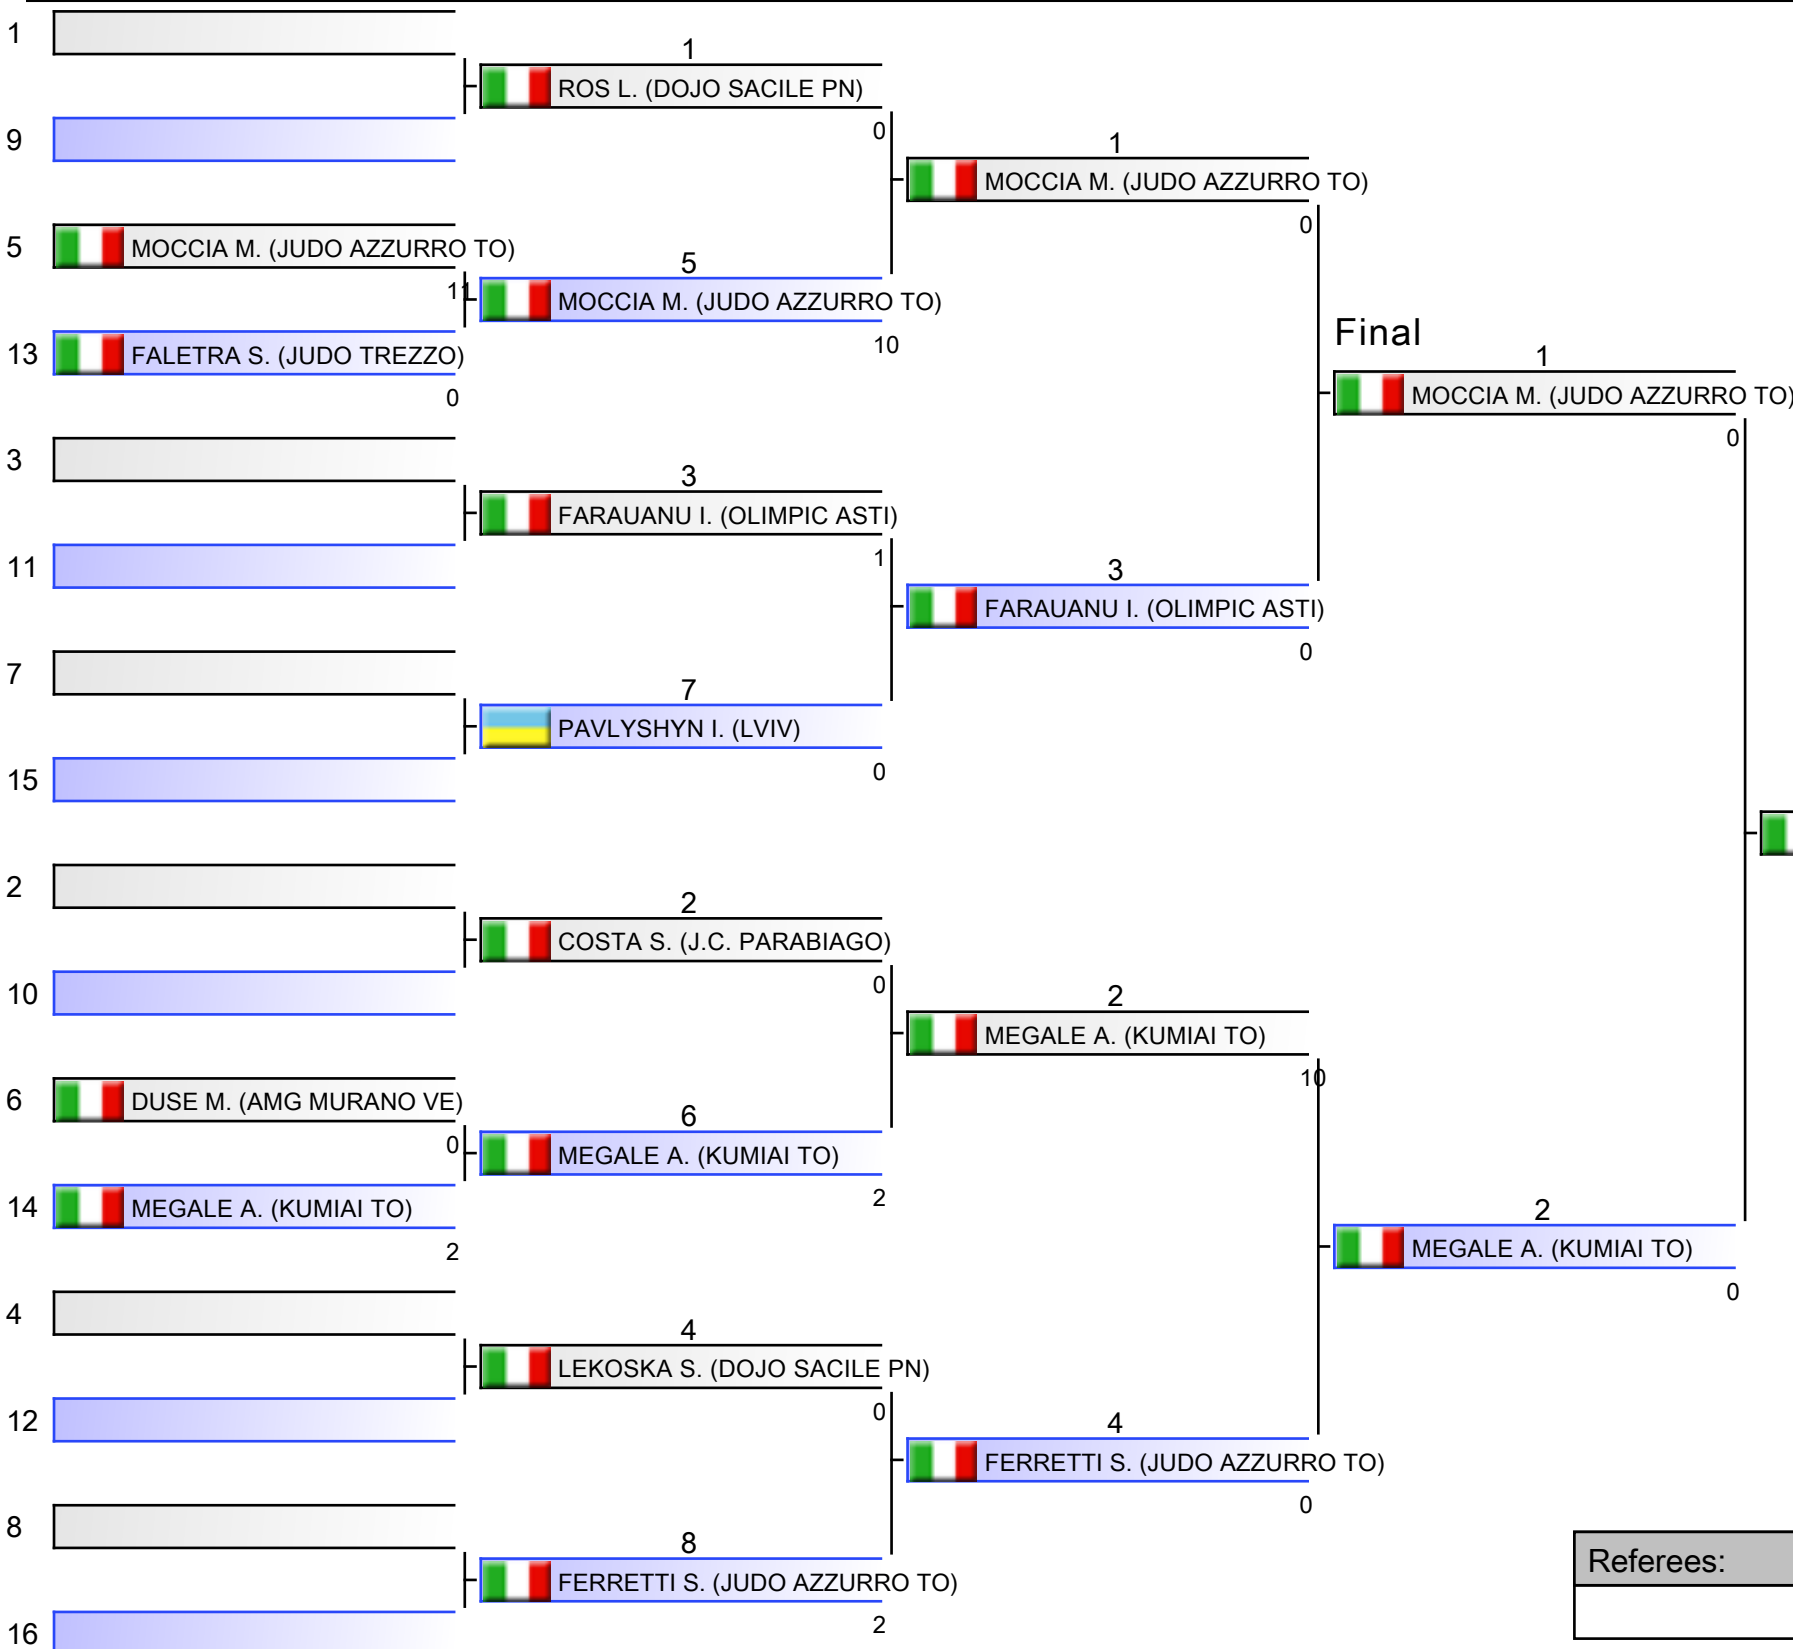 1
1
ROS L. (DOJO SACILE PN)
0
9
1
MOCCIA M. (JUDO AZZURRO TO)
0
5
MOCCIA M. (JUDO AZZURRO TO)
11
5
MOCCIA M. (JUDO AZZURRO TO)
10
13
FALETRA S. (JUDO TREZZO)
0
Final
1
MOCCIA M. (JUDO AZZURRO TO)
0
3
3
FARAUANU I. (OLIMPIC ASTI)
1
11
3
FARAUANU I. (OLIMPIC ASTI)
0
7
7
PAVLYSHYN I. (LVIV)
0
15
2
2
COSTA S. (J.C. PARABIAGO)
0
10
2
MEGALE A. (KUMIAI TO)
10
6
DUSE M. (AMG MURANO VE)
0
6
MEGALE A. (KUMIAI TO)
2
14
MEGALE A. (KUMIAI TO)
2
2
MEGALE A. (KUMIAI TO)
0
4
4
LEKOSKA S. (DOJO SACILE PN)
0
12
4
FERRETTI S. (JUDO AZZURRO TO)
0
8
8
FERRETTI S. (JUDO AZZURRO TO)
2
16
Referees: